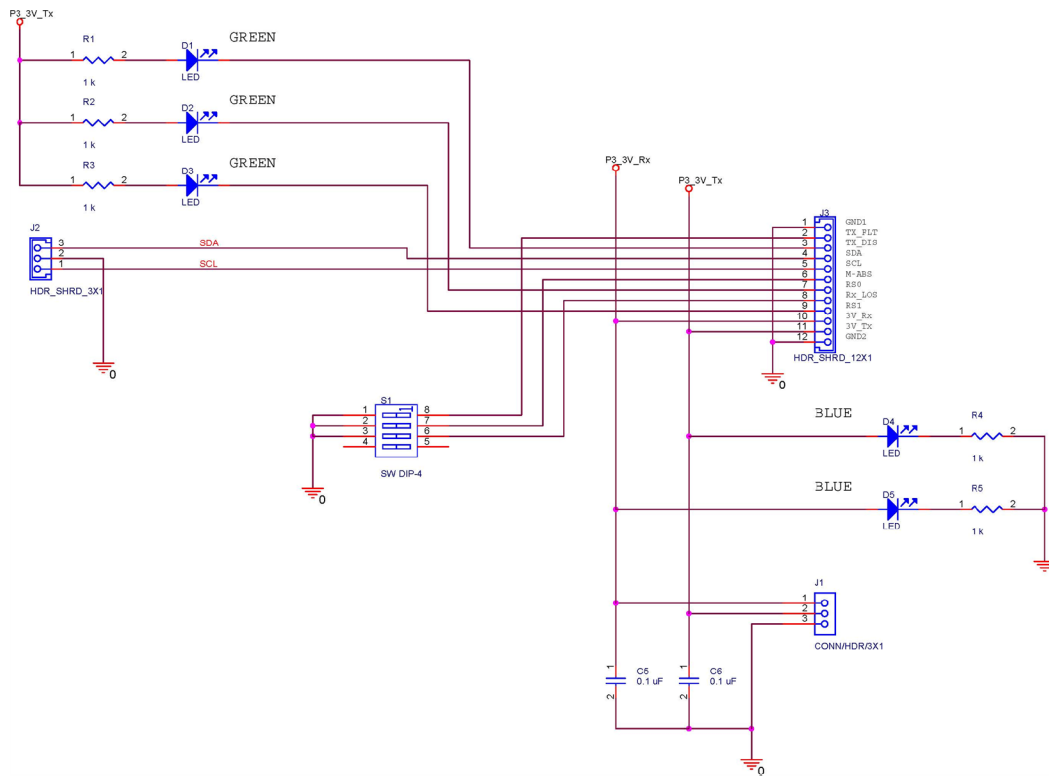 P3_3V_Tx
R1
1 2
1 k
D1
LED
GREEN
R2
1 2
1 k
D2
LED
GREEN
R3
1 2
1 k
D3
LED
GREEN
P3_3V_Rx
P3_3V_Tx
J2
3
2
1
HDR_SHRD_3X1
SDA
SCL
0
J3
1 GND1
2 TX_FLT
3 TX_DIS
4 SDA
5 SCL
6 M-ABS
7 RS0
8 Rx_LOS
9 RS1
10 3V_Rx
11 3V_Tx
12 GND2
HDR_SHRD_12X1
0
S1
1 8
2 7
3 6
4 5
SW DIP-4
0
BLUE
D4
LED
R4
1 2
1 k
BLUE
D5
LED
R5
1 2
1 k
J1
1
2
3
CONN/HDR/3X1
1
C5
0.1 uF
2
1
C6
0.1 uF
2
0